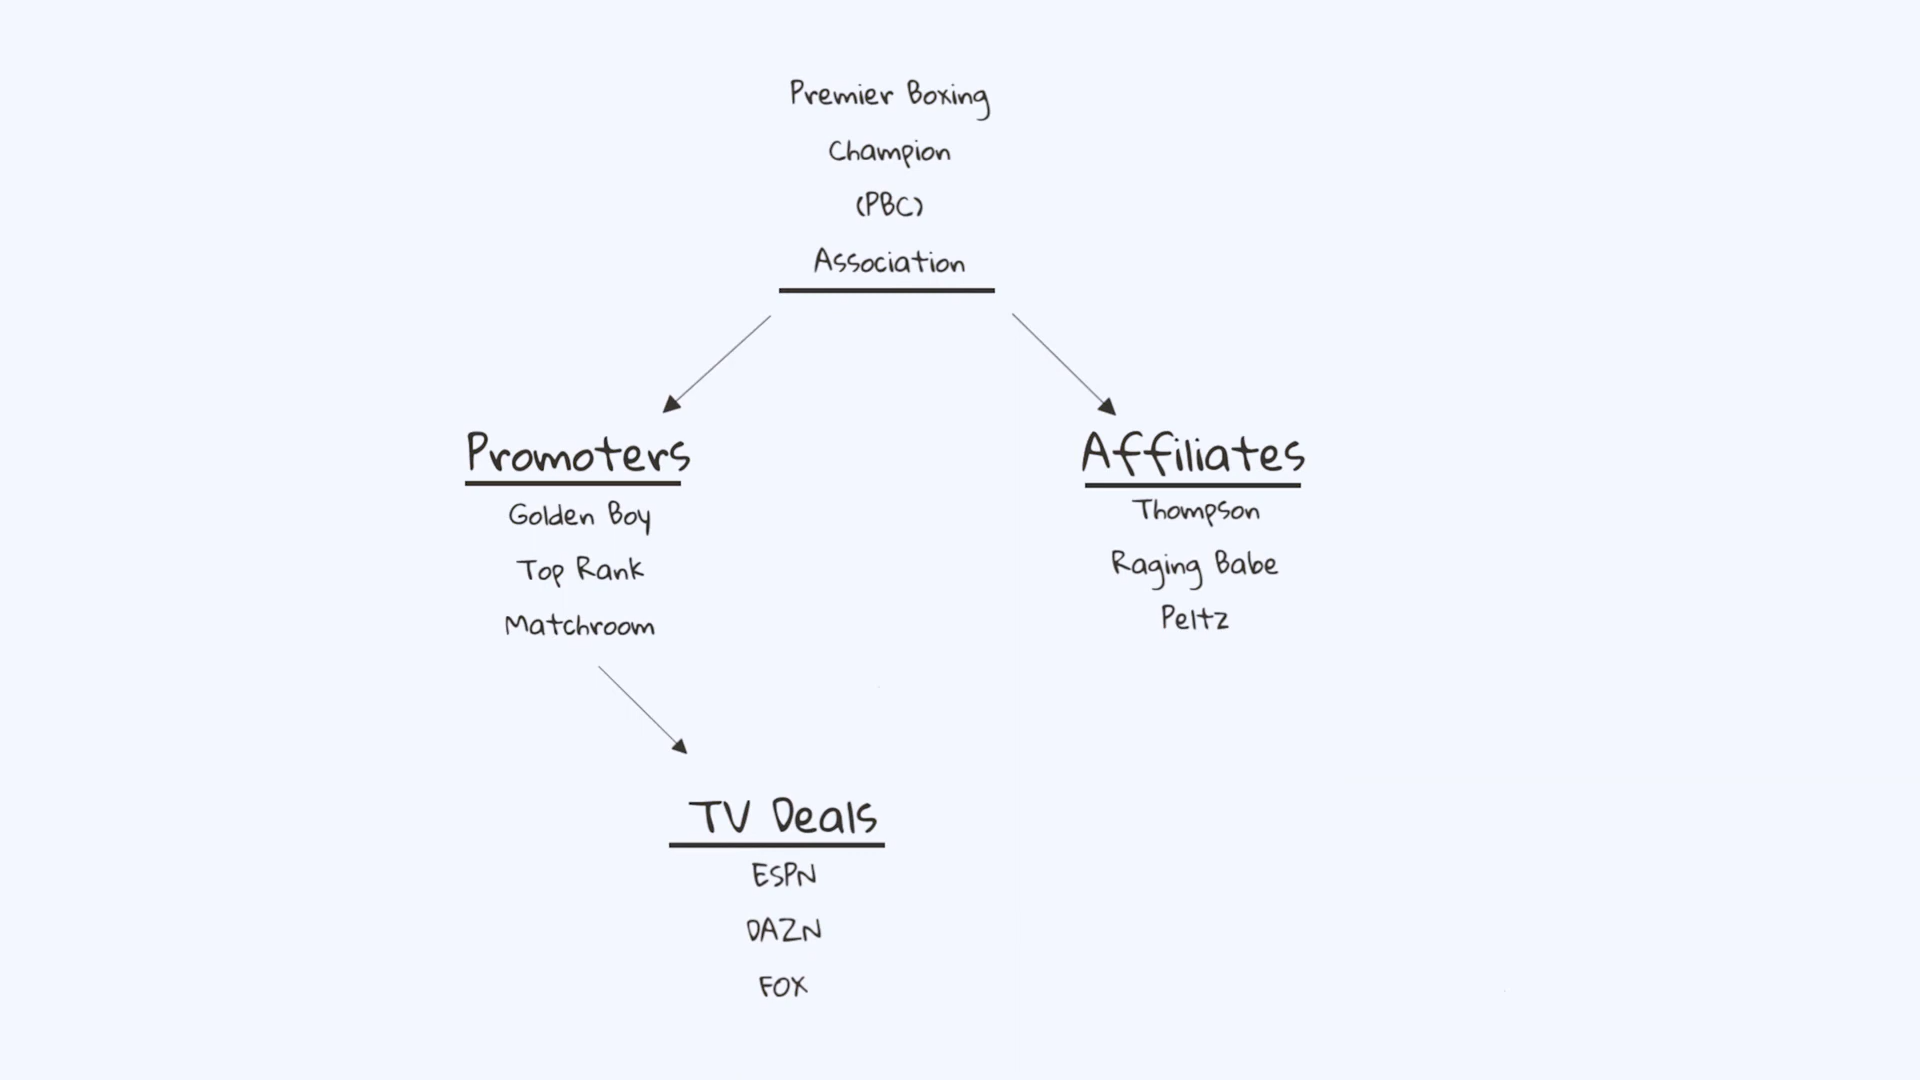 Premier Boxing
Champion
(PBC)
Association
Promoters
Golden Boy
Top Rank
Matchroom
Affiliates
Thompson
Raging Babe
Peltz
TV Deals
ESPN
DAZN
FOX